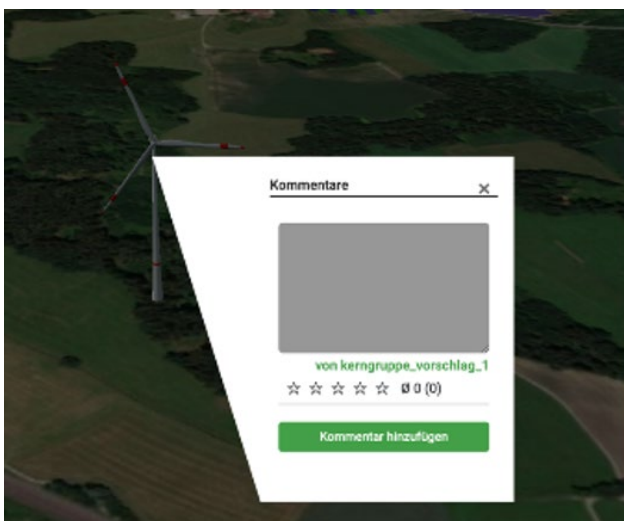 Kommentare
von kerngruppe_vorschlag_1
Ø 0 (0)
Kommentar hinzufügen